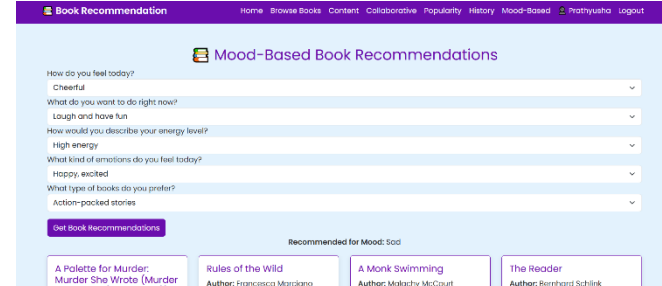 Book Recommendation Home Browse Books Content Collaborative Popularity History Mood-Based Prathyusha Logout
Mood-Based Book Recommendations
How do you feel today?
Cheerful
What do you want to do right now?
Laugh and have fun
How would you describe your energy level?
High energy
What kind of emotions do you feel today?
Happy, excited
What type of books do you prefer?
Action-packed stories
Get Book Recommendations
Recommended for Mood: Sad
A Palette for Murder: Rules of the Wild A Monk Swimming The Reader
Murder She Wrote (Murder Author: Francesca Marciano Author: Malachy McCourt Author: Bernhard Schlink